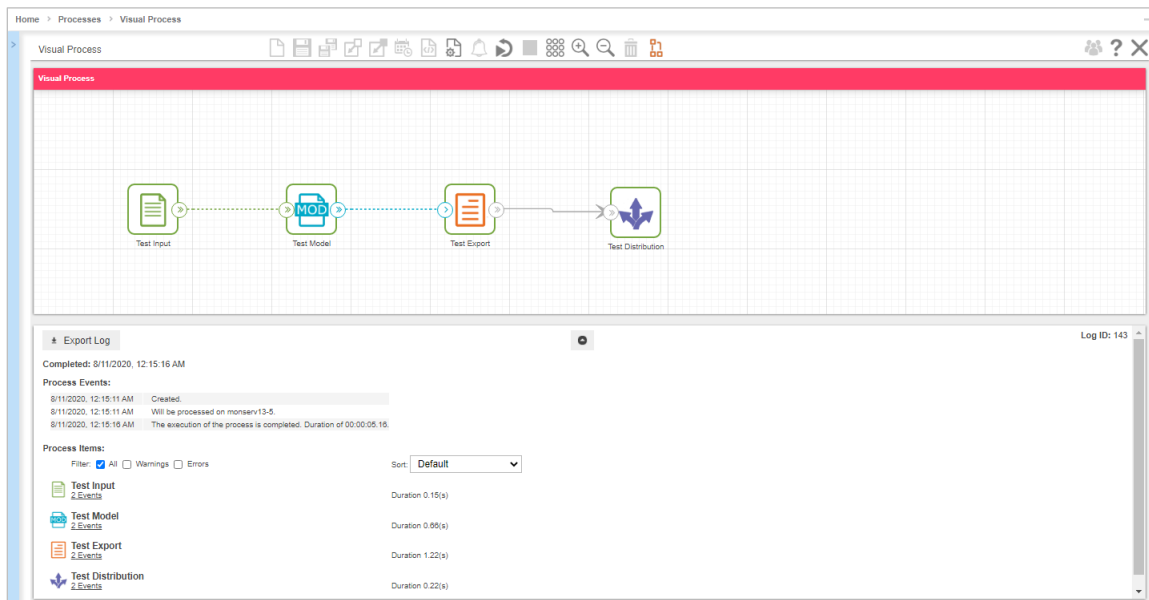 Home > Processes > Visual Process
Visual Process
Visual Process
MOD
Test Input
Test Model
Test Export
Test Distribution
Export Log
Log ID: 143
Completed: 8/11/2020, 12:15:16 AM
Process Events:
8/11/2020, 12:15:11 AM Created.
8/11/2020, 12:15:11 AM Will be processed on monserv13-5.
8/11/2020, 12:15:16 AM The execution of the process is completed. Duration of 00:00:05.16.
Process Items:
Filter: All Warnings Errors Sort: Default
Test Input
2 Events Duration 0.15(s)
MOD Test Model
2 Events Duration 0.66(s)
Test Export
2 Events Duration 1.22(s)
Test Distribution
2 Events Duration 0.22(s)